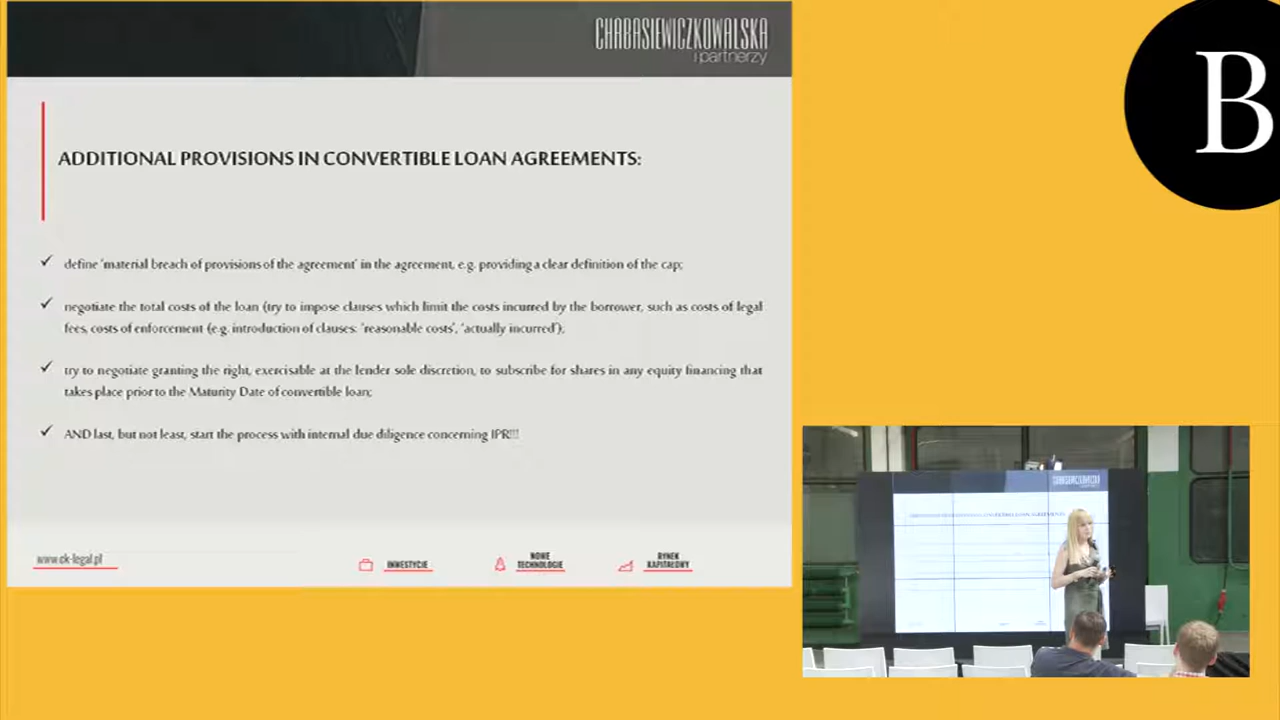 CHABASIEWICZKOWALSKA
i partnerzy
B
ADDITIONAL PROVISIONS IN CONVERTIBLE LOAN AGREEMENTS:
✓ define 'material breach of provisions of the agreement' in the agreement, e.g. providing a clear definition of the cap;
✓ negotiate the total costs of the loan (try to impose clauses which limit the costs incurred by the borrower, such as costs of legal
fees, costs of enforcement (e.g. introduction of clauses: 'reasonable costs', 'actually incurred');
✓ try to negotiate granting the right, exercisable at the lender sole discretion, to subscribe for shares in any equity financing that
takes place prior to the Maturity Date of convertible loan;
✓ AND last, but not least, start the process with internal due diligence concerning IPR!!!
www.ck-legal.pl
INWESTYCJE
NOWE
TECHNOLOGIE
RYNEK
KAPITAŁOWY